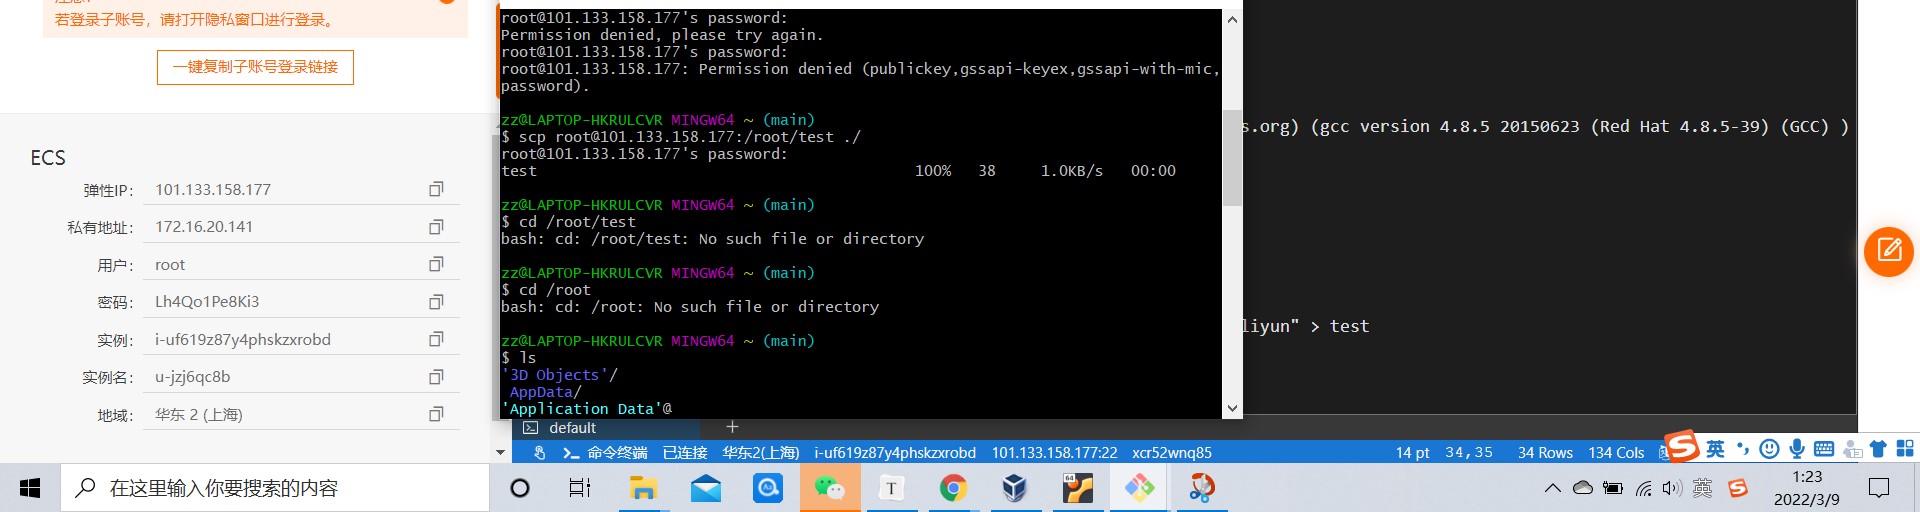 若登录子账号，请打开隐私窗口进行登录。
一键复制子账号登录链接
ECS
弹性IP: 101.133.158.177
私有地址: 172.16.20.141
用户: root
密码: Lh4Qo1Pe8Ki3
实例: i-uf619z87y4phskzxrobd
实例名: u-jzj6qc8b
地域: 华东 2 (上海)
root@101.133.158.177's password:
Permission denied, please try again.
root@101.133.158.177's password:
root@101.133.158.177: Permission denied (publickey,gssapi-keyex,gssapi-with-mic,
password).
zz@LAPTOP-HKRULCVR MINGW64 ~ (main)
$ scp root@101.133.158.177:/root/test ./
root@101.133.158.177's password:
test 100% 38 1.0KB/s 00:00
zz@LAPTOP-HKRULCVR MINGW64 ~ (main)
$ cd /root/test
bash: cd: /root/test: No such file or directory
zz@LAPTOP-HKRULCVR MINGW64 ~ (main)
$ cd /root
bash: cd: /root: No such file or directory
zz@LAPTOP-HKRULCVR MINGW64 ~ (main)
$ ls
'3D Objects'/
AppData/
'Application Data'@
s.org) (gcc version 4.8.5 20150623 (Red Hat 4.8.5-39) (GCC) )
liyun" > test
default
命令终端 已连接 华东2(上海) i-uf619z87y4phskzxrobd 101.133.158.177:22 xcr52wnq85 14 pt 34,35 34 Rows 134 Cols
英
在这里输入你要搜索的内容
T
64
英
1:23
2022/3/9